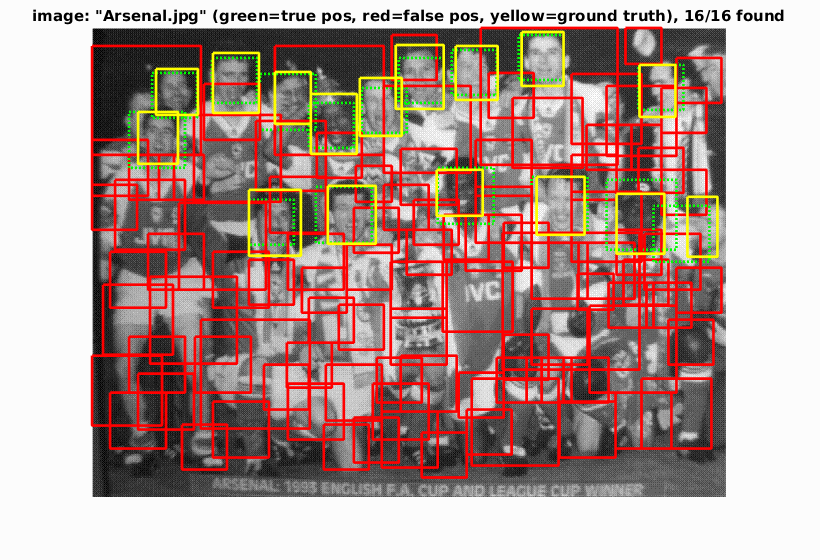 image: "Arsenal.jpg" (green=true pos, red=false pos, yellow=ground truth), 16/16 found
JVC
ARSENAL: 1993 ENGLISH F.A. CUP AND LEAGUE CUP WINNER